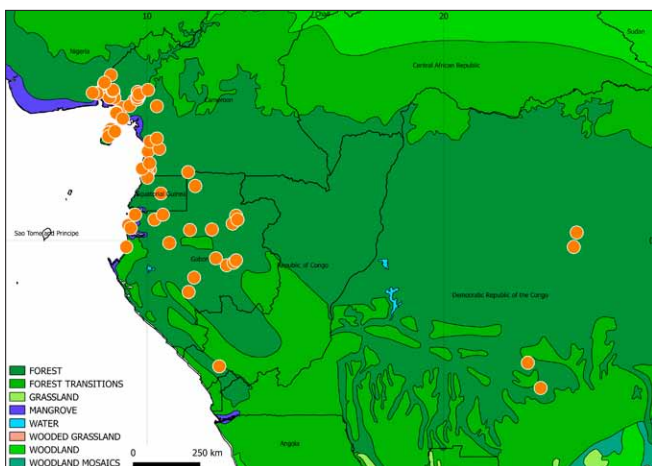 10
20
Sudan
Nigeria
Central African Republic
Cameroon
Equatorial Guinea
Sao Tome and Principe
Gabon
Republic of Congo
Democratic Republic of the Congo
FOREST
FOREST TRANSITIONS
GRASSLAND
MANGROVE
WATER
WOODED GRASSLAND
WOODLAND
WOODLAND MOSAICS
Angola
0
250 km